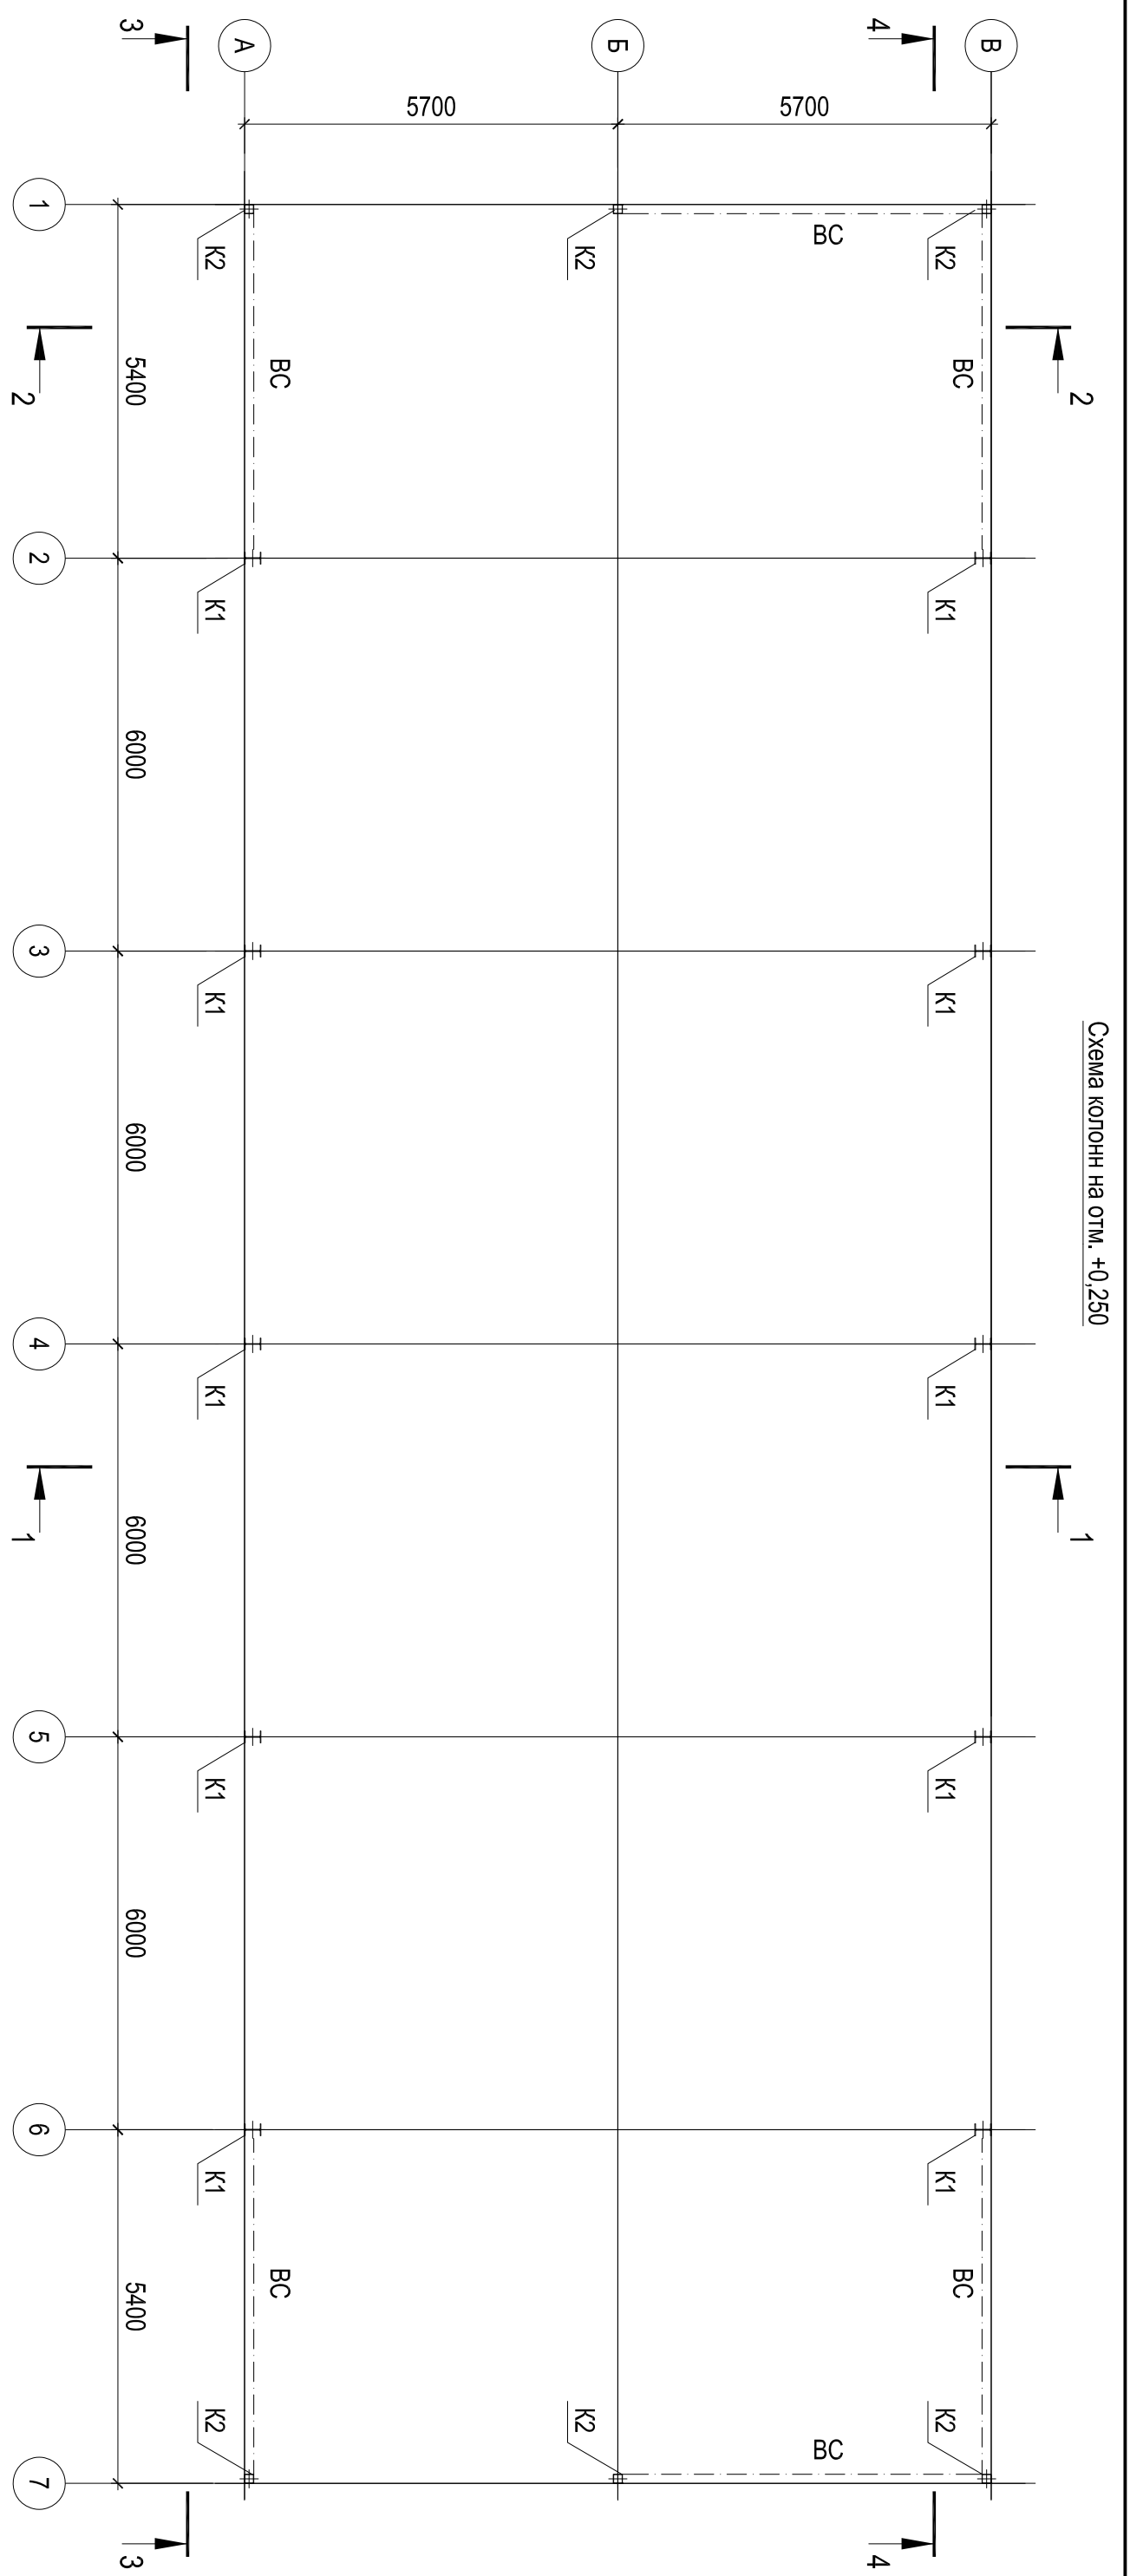 Схема колонн на отм. +0,250
2 1
В
ВС ВС
К2 К1 К1 К1 К1 К1 К2
4 4
5700 ВС ВС
Б
К2 К2
5700
ВС ВС
А
К2 К1 К1 К1 К1 К1 К2
3 3
5400 6000 6000 6000 6000 5400
1 2 3 4 5 6 7
2 1